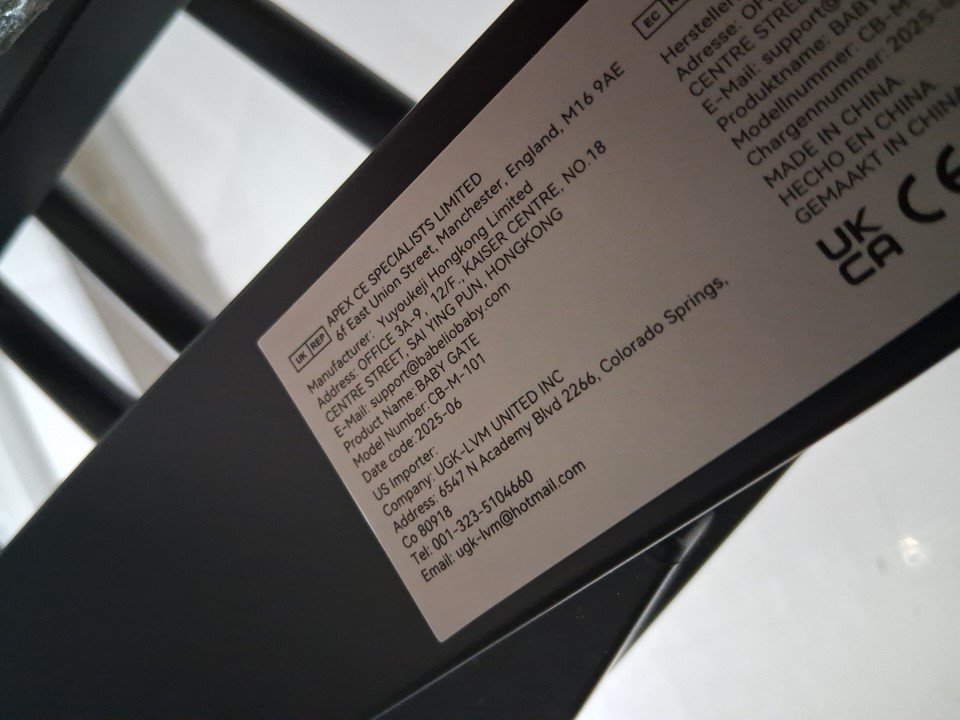 UK REP APEX CE SPECIALISTS LIMITED
6f East Union Street, Manchester, England, M16 9AE
Manufacturer: Yuyoukeji Hongkong Limited
Address: OFFICE 3A-9, 12/F., KAISER CENTRE, NO.18
CENTRE STREET, SAI YING PUN, HONGKONG
E-Mail: support@babeliobaby.com
Product Name: BABY GATE
Model Number: CB-M-101
Date code: 2025-06
US Importer:
Company: UGK-LVM UNITED INC
Address: 6547 N Academy Blvd 2266, Colorado Springs,
Co 80918
Tel: 001-323-5104660
Email: ugk-lvm@hotmail.com
EC
Hersteller
Adresse:
CENTRE STREET
E-Mail: support@
Produktname: BABY
Modellnummer: CB-M-
Chargennummer: 2025-
MADE IN CHINA
HECHO EN CHINA
GEMAAKT IN CHINA
UK
CA
CE